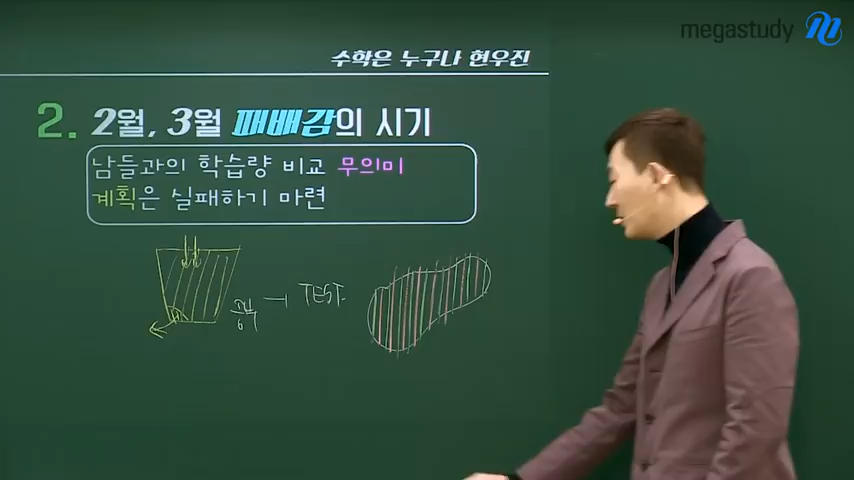 megastudy
수학은 누구나 현우진
2. 2월, 3월 패배감의 시기
남들과의 학습량 비교 무의미
계획은 실패하기 마련
TEST